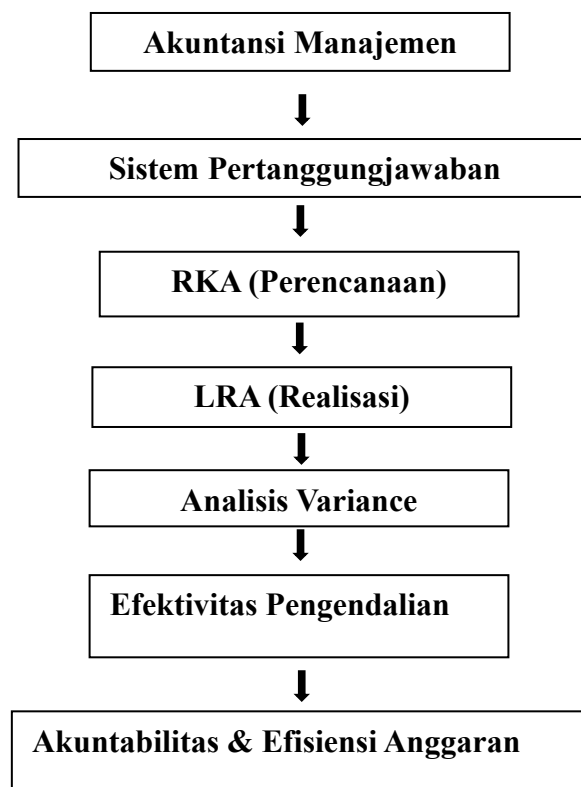 Akuntansi Manajemen
Sistem Pertanggungjawaban
RKA (Perencanaan)
LRA (Realisasi)
Analisis Variance
Efektivitas Pengendalian
Akuntabilitas & Efisiensi Anggaran